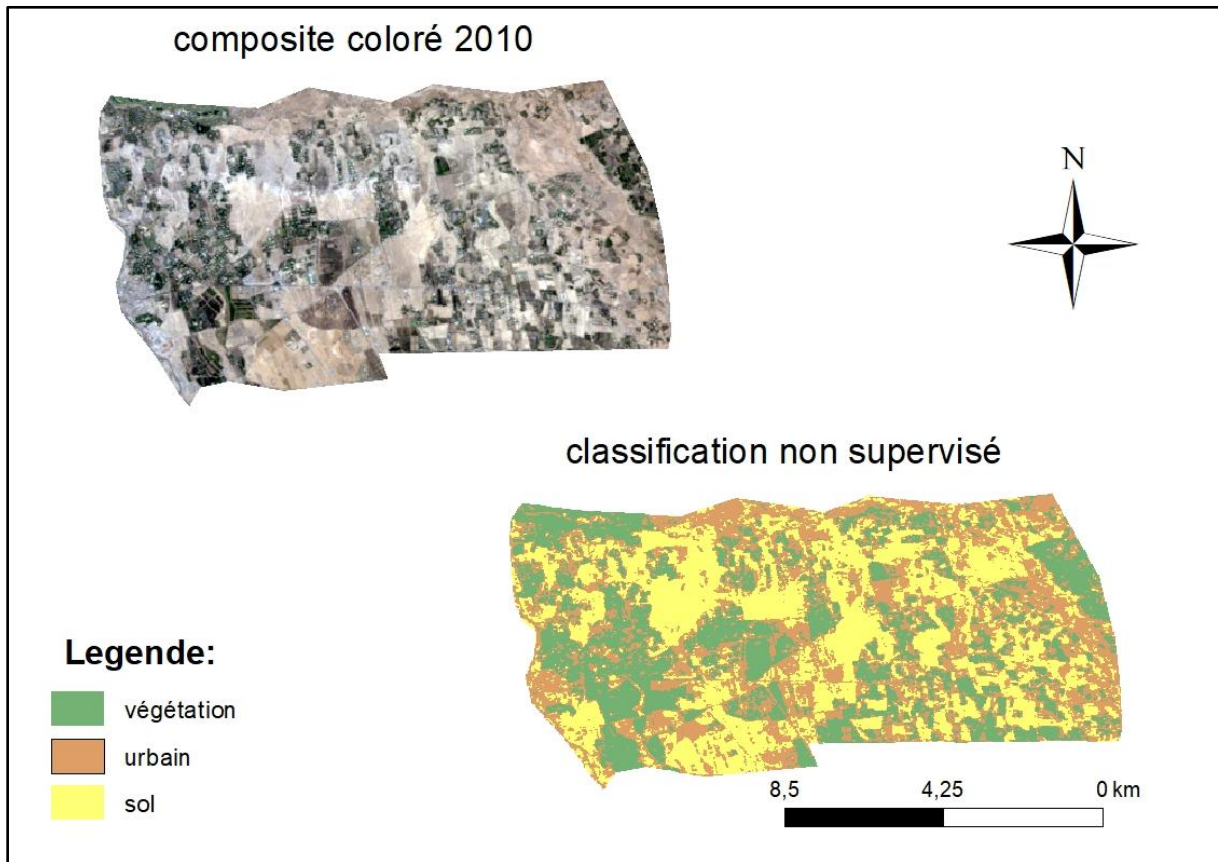 composite coloré 2010
N
classification non supervisé
Legende:
végétation
urbain
sol
8,5 4,25 0 km